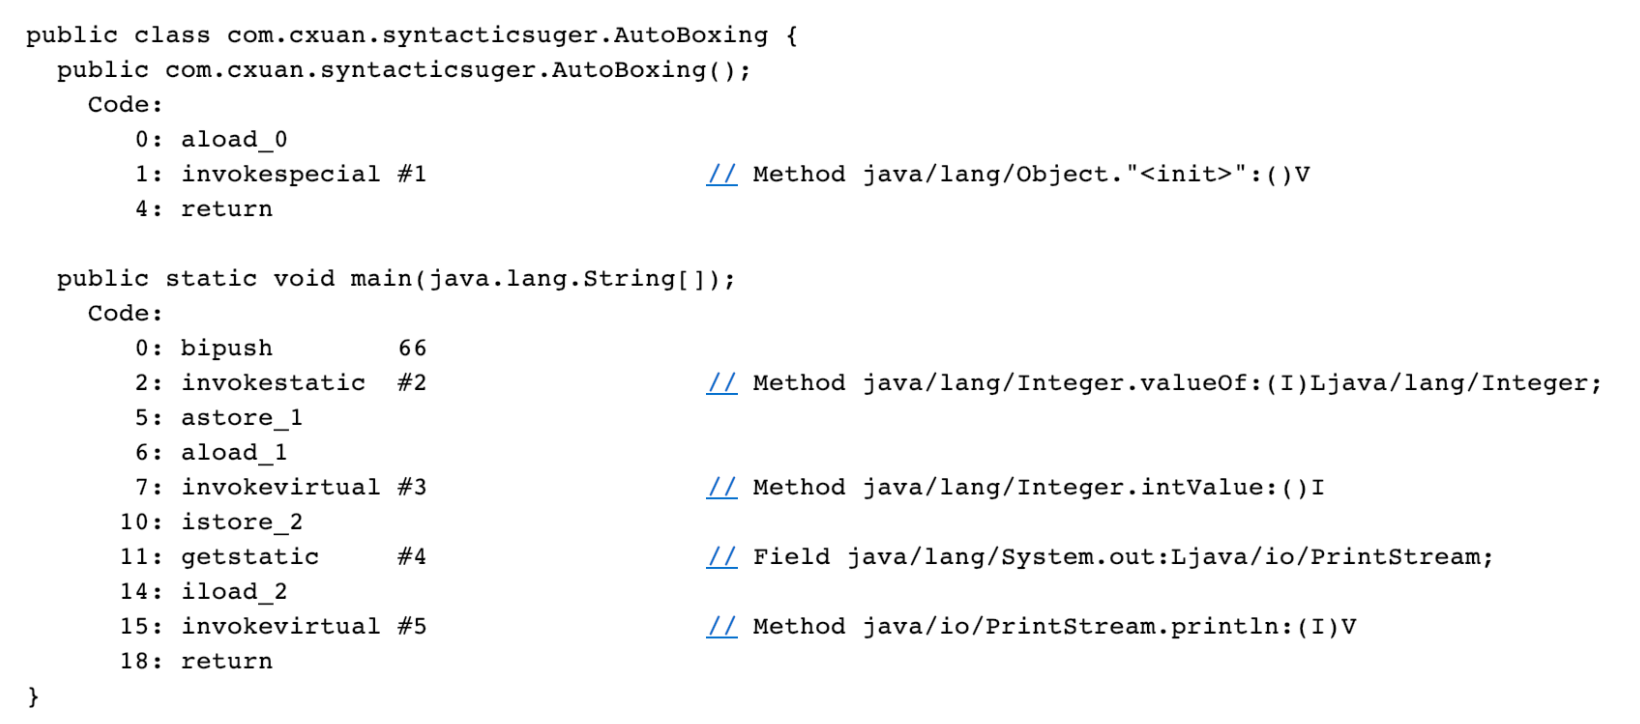 public class com.cxuan.syntacticsuger.AutoBoxing {
  public com.cxuan.syntacticsuger.AutoBoxing();
    Code:
       0: aload_0
       1: invokespecial #1                  // Method java/lang/Object."<init>":()V
       4: return

  public static void main(java.lang.String[]);
    Code:
       0: bipush        66
       2: invokestatic  #2                  // Method java/lang/Integer.valueOf:(I)Ljava/lang/Integer;
       5: astore_1
       6: aload_1
       7: invokevirtual #3                  // Method java/lang/Integer.intValue:()I
      10: istore_2
      11: getstatic     #4                  // Field java/lang/System.out:Ljava/io/PrintStream;
      14: iload_2
      15: invokevirtual #5                  // Method java/io/PrintStream.println:(I)V
      18: return
}